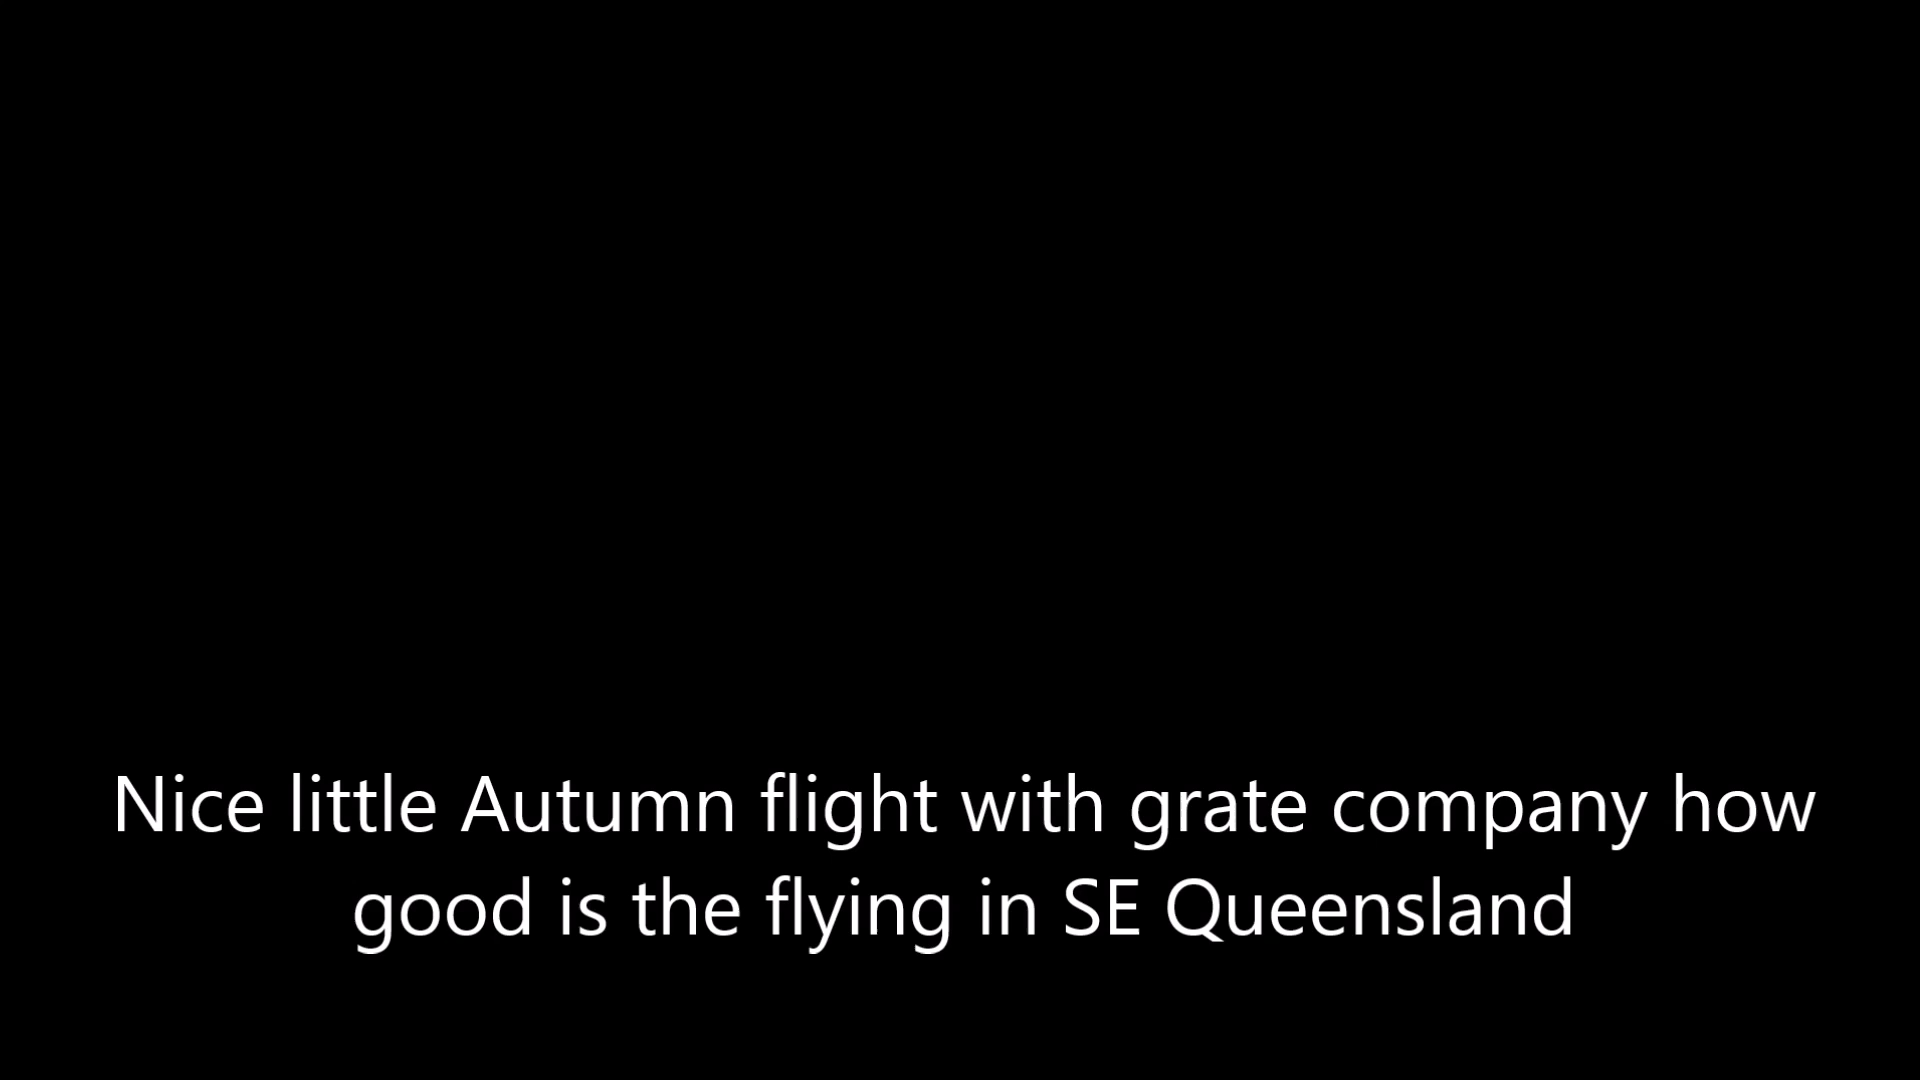 Nice little Autumn flight with grate company how
good is the flying in SE Queensland